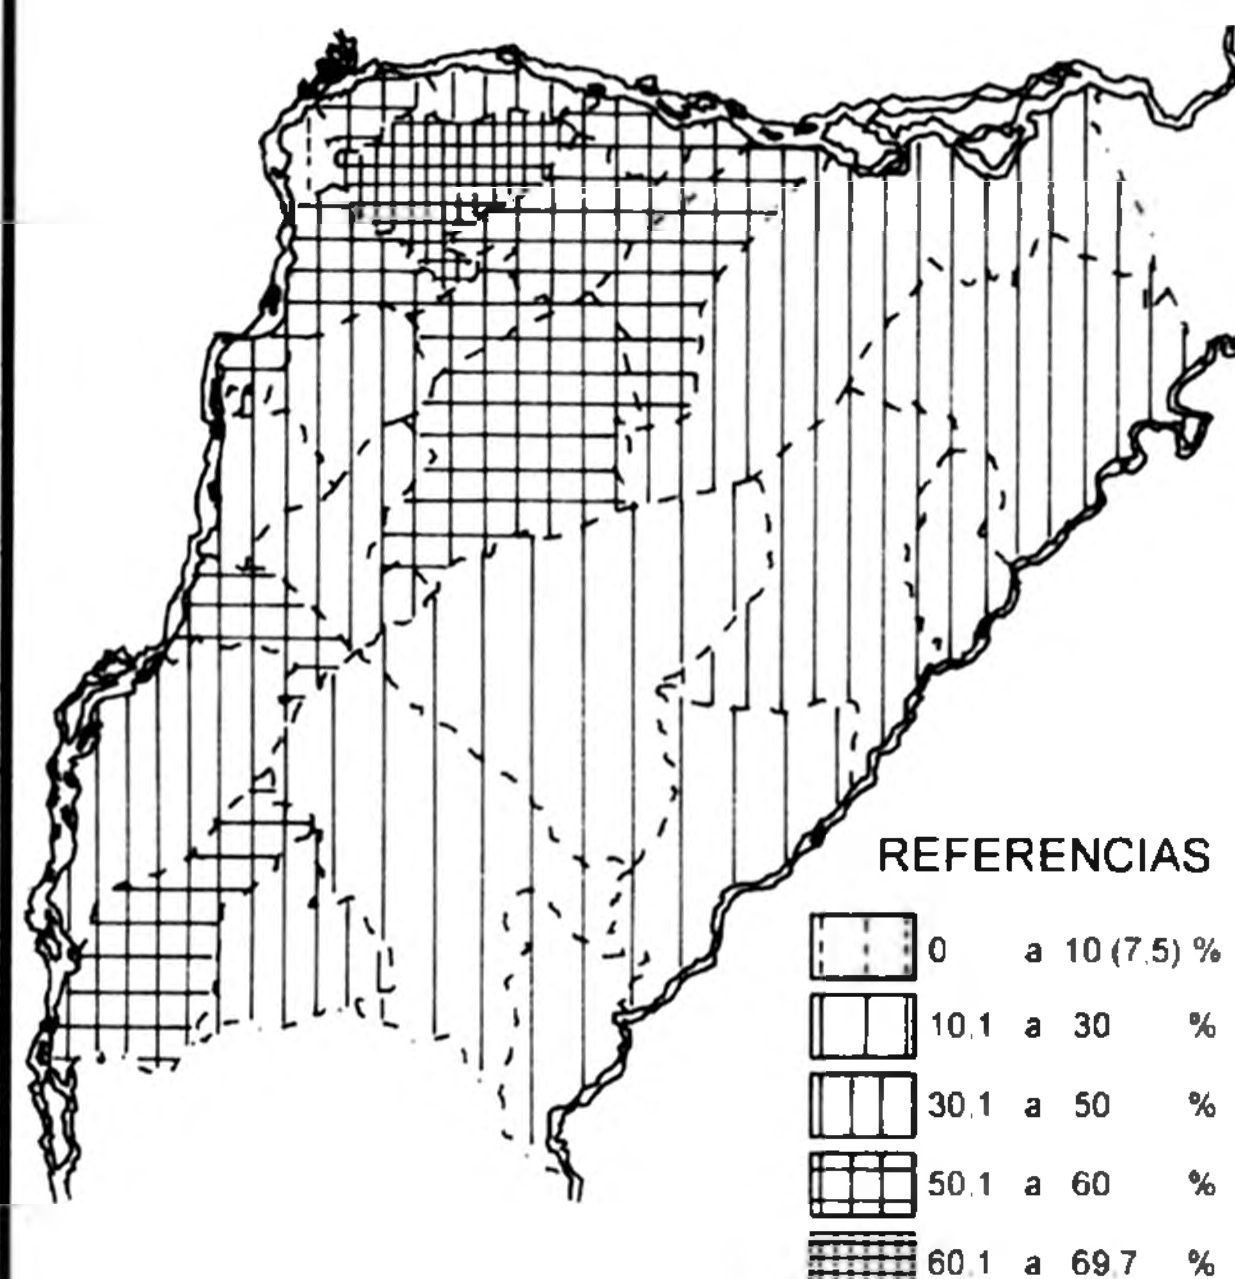 REFERENCIAS
0 a 10 (7,5) %
10,1 a 30 %
30,1 a 50 %
50,1 a 60 %
60,1 a 69,7 %